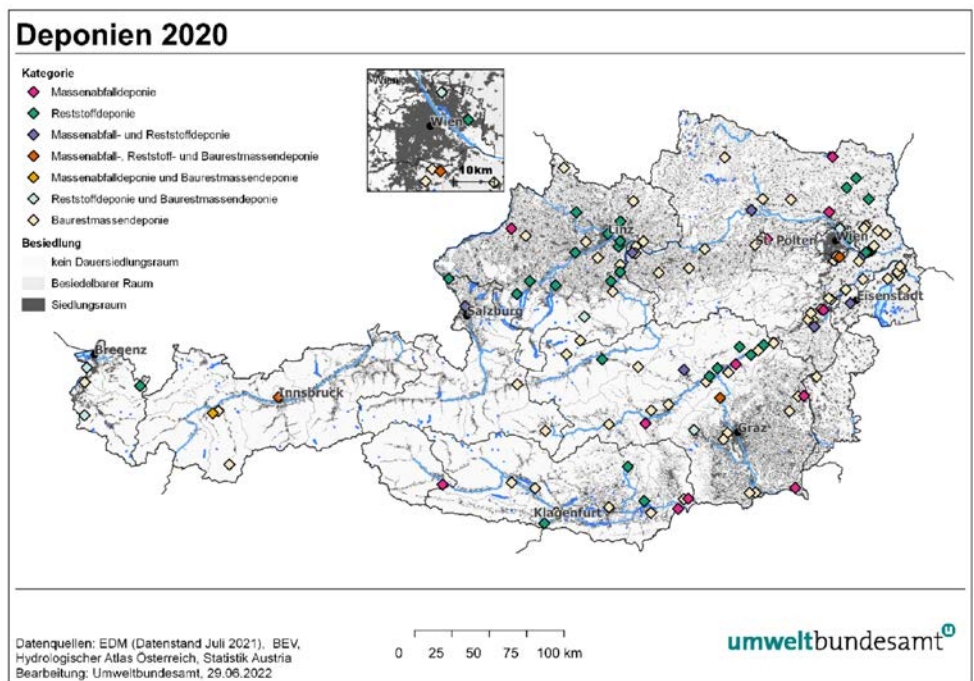 Deponien 2020
Kategorie
Massenabfalldeponie
Reststoffdeponie
Massenabfall- und Reststoffdeponie
Massenabfall-, Reststoff- und Baurestmassendeponie
Massenabfalldeponie und Baurestmassendeponie
Reststoffdeponie und Baurestmassendeponie
Baurestmassendeponie
Besiedlung
kein Dauersiedlungsraum
Besiedelbarer Raum
Siedlungsraum
Wien
Wien
10km
Linz
St. Pölten
Wien
Eisenstadt
Salzburg
Bregenz
Innsbruck
Graz
Klagenfurt
Datenquellen: EDM (Datenstand Juli 2021), BEV,
Hydrologischer Atlas Österreich, Statistik Austria
Bearbeitung: Umweltbundesamt, 29.06.2022
0 25 50 75 100 km
umweltbundesamt u